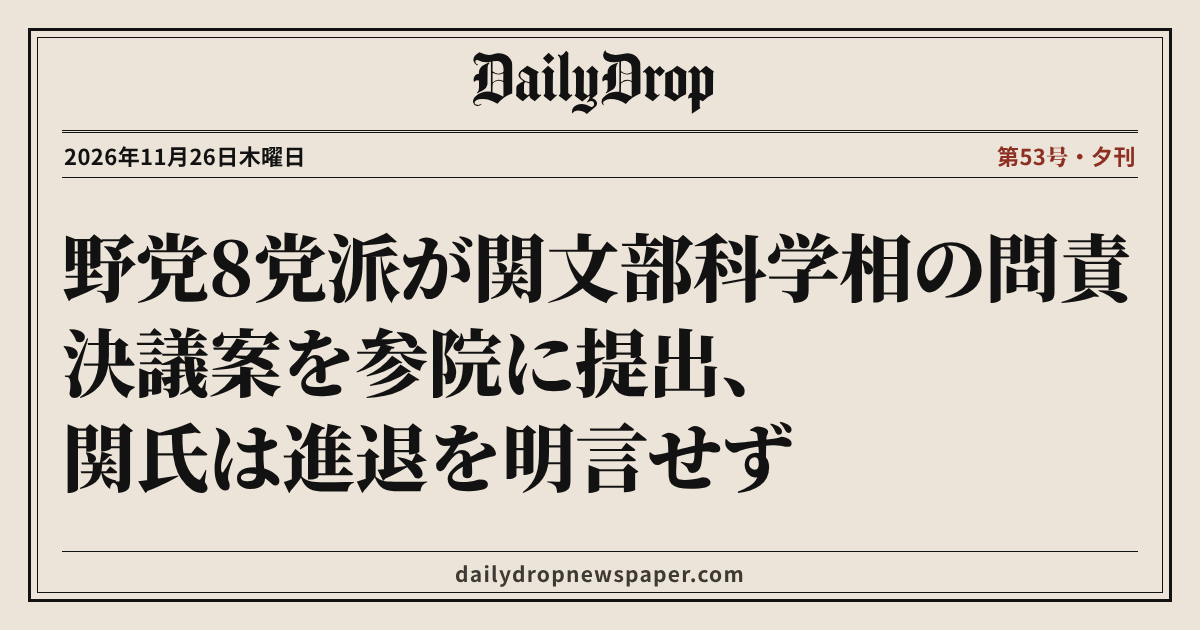 DailyDrop
2026年11月26日木曜日
第53号・夕刊
野党8党派が関文部科学相の問責
決議案を参院に提出、
関氏は進退を明言せず
dailydropnewspaper.com